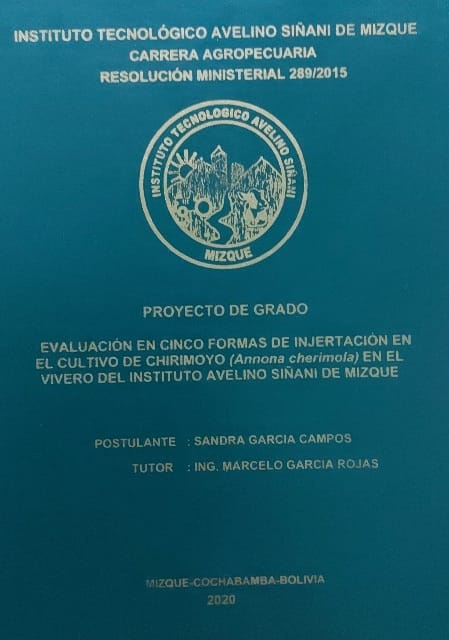 INSTITUTO TECNOLÓGICO AVELINO SIÑANI DE MIZQUE
CARRERA AGROPECUARIA
RESOLUCIÓN MINISTERIAL 289/2015
INSTITUTO TECNOLOGICO AVELINO SIÑANI
MIZQUE
PROYECTO DE GRADO
EVALUACIÓN EN CINCO FORMAS DE INJERTACIÓN EN
EL CULTIVO DE CHIRIMOYO (Annona cherimola) EN EL
VIVERO DEL INSTITUTO AVELINO SIÑANI DE MIZQUE
POSTULANTE : SANDRA GARCIA CAMPOS
TUTOR : ING. MARCELO GARCIA ROJAS
MIZQUE-COCHABAMBA-BOLIVIA
2020